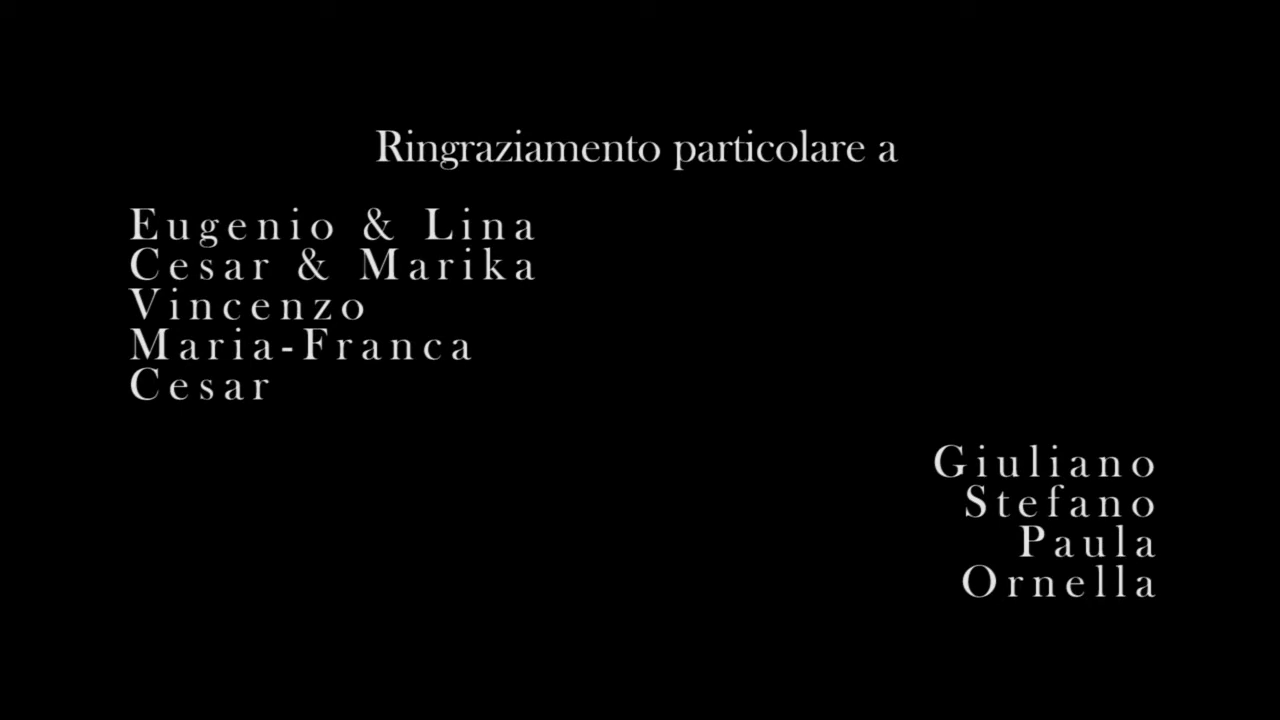 Ringraziamento particolare a
Eugenio & Lina
Cesar & Marika
Vincenzo
Maria-Franca
Cesar
Giuliano
Stefano
Paula
Ornella